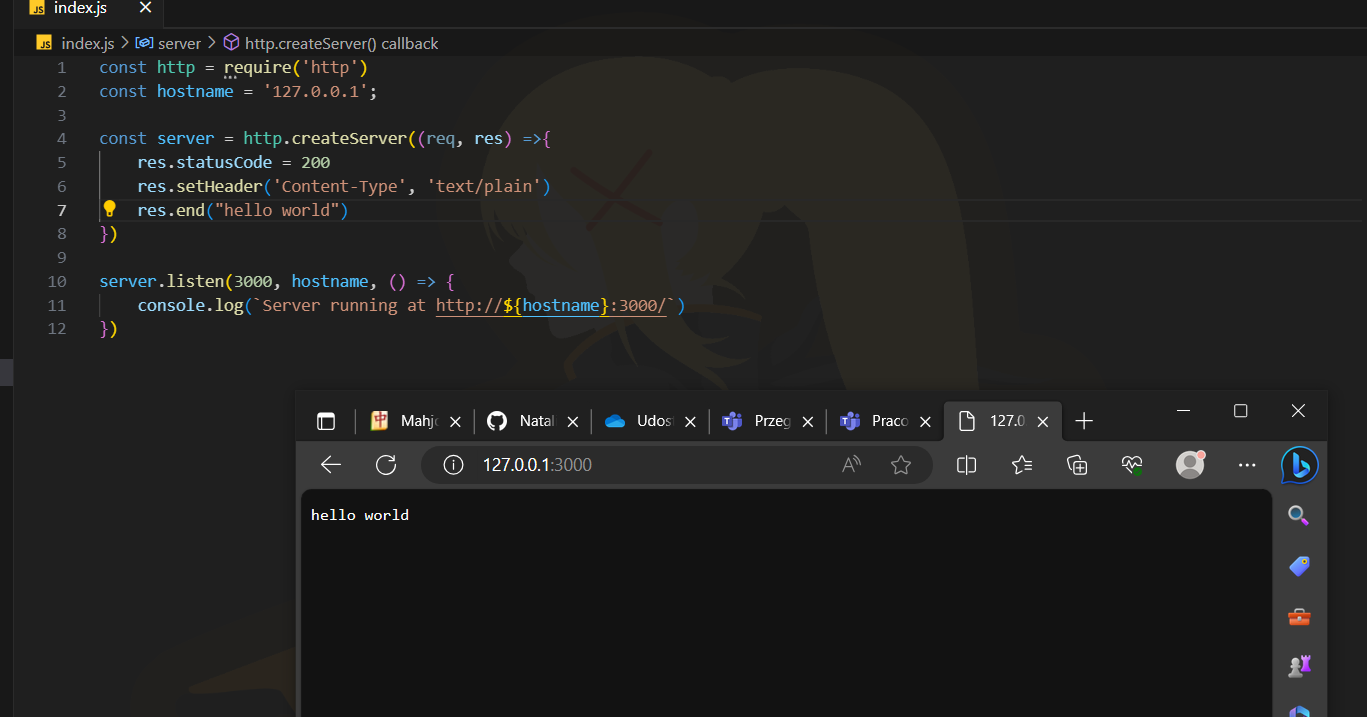 index.js
index.js server http.createServer() callback
1 const http = require('http')
2 const hostname = '127.0.0.1';
3
4 const server = http.createServer((req, res) =>{
5 res.statusCode = 200
6 res.setHeader('Content-Type', 'text/plain')
7 res.end("hello world")
8 })
9
10 server.listen(3000, hostname, () => {
11 console.log(`Server running at http://${hostname}:3000/`)
12 })
Mahj Natal Udost Przeg Praco 127.0
127.0.0.1:3000
hello world